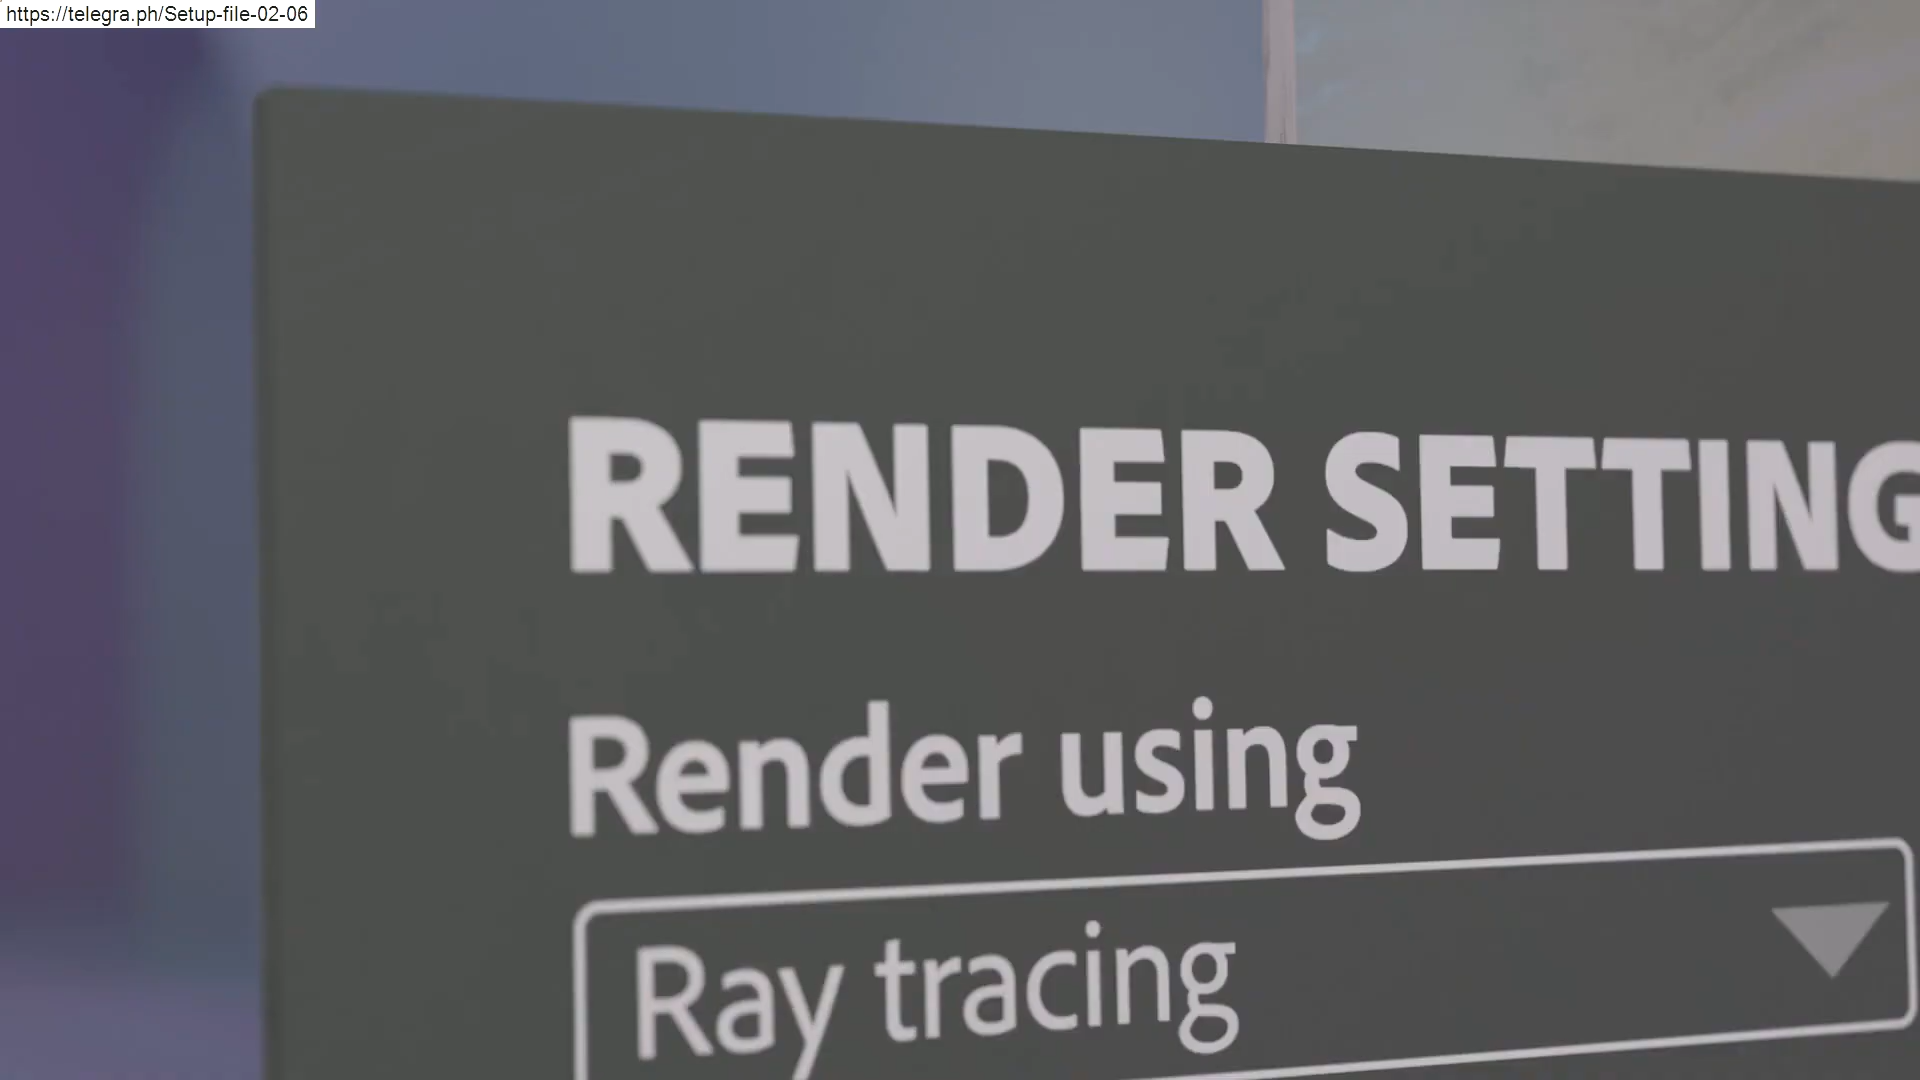 https://telegra.ph/Setup-file-02-06
RENDER SETTING
Render using
Ray tracing